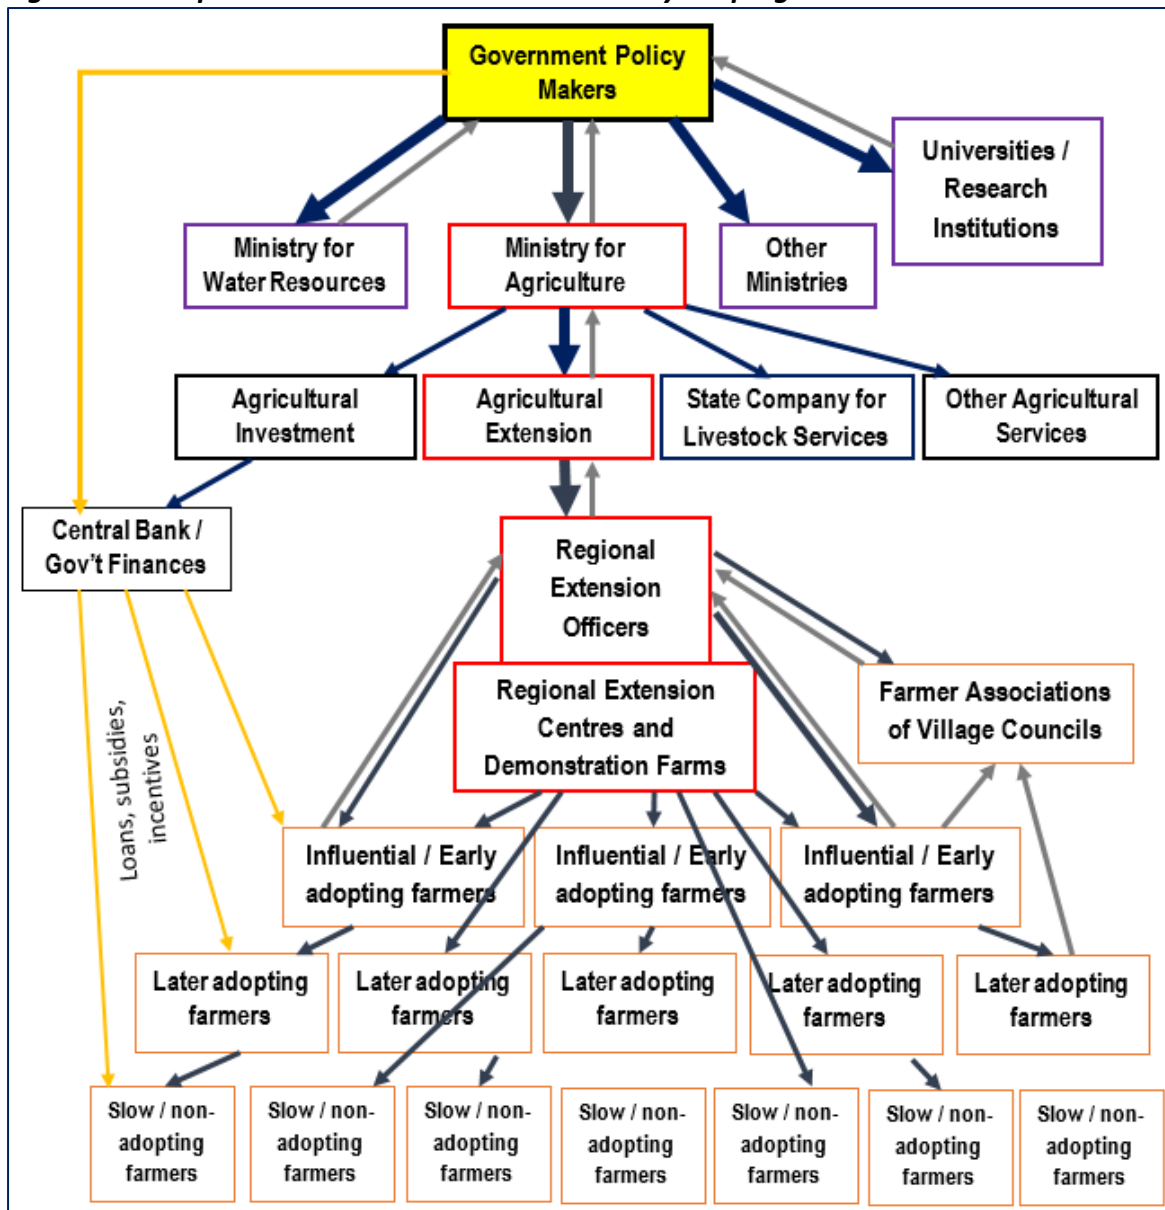 Government Policy
Makers
Universities /
Research
Institutions
Ministry for
Water Resources
Ministry for
Agriculture
Other
Ministries
Agricultural
Investment
Agricultural
Extension
State Company for
Livestock Services
Other Agricultural
Services
Central Bank /
Gov't Finances
Regional
Extension
Officers
Regional Extension
Centres and
Demonstration Farms
Farmer Associations
of Village Councils
Loans, subsidies,
incentives
Influential / Early
adopting farmers
Influential / Early
adopting farmers
Influential / Early
adopting farmers
Later adopting
farmers
Later adopting
farmers
Later adopting
farmers
Later adopting
farmers
Later adopting
farmers
Slow / non-
adopting
farmers
Slow / non-
adopting
farmers
Slow / non-
adopting
farmers
Slow / non-
adopting
farmers
Slow / non-
adopting
farmers
Slow / non-
adopting
farmers
Slow / non-
adopting
farmers